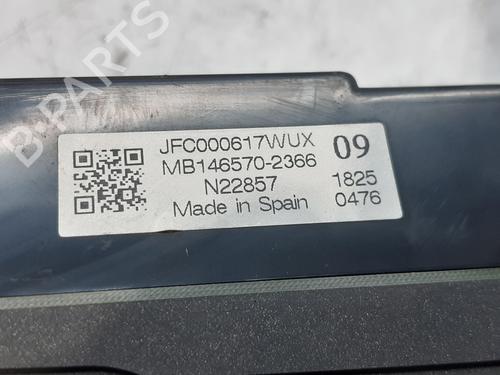 B-PARTS
JFC000617WUX 09
MB146570-2366
N22857 1825
Made in Spain 0476